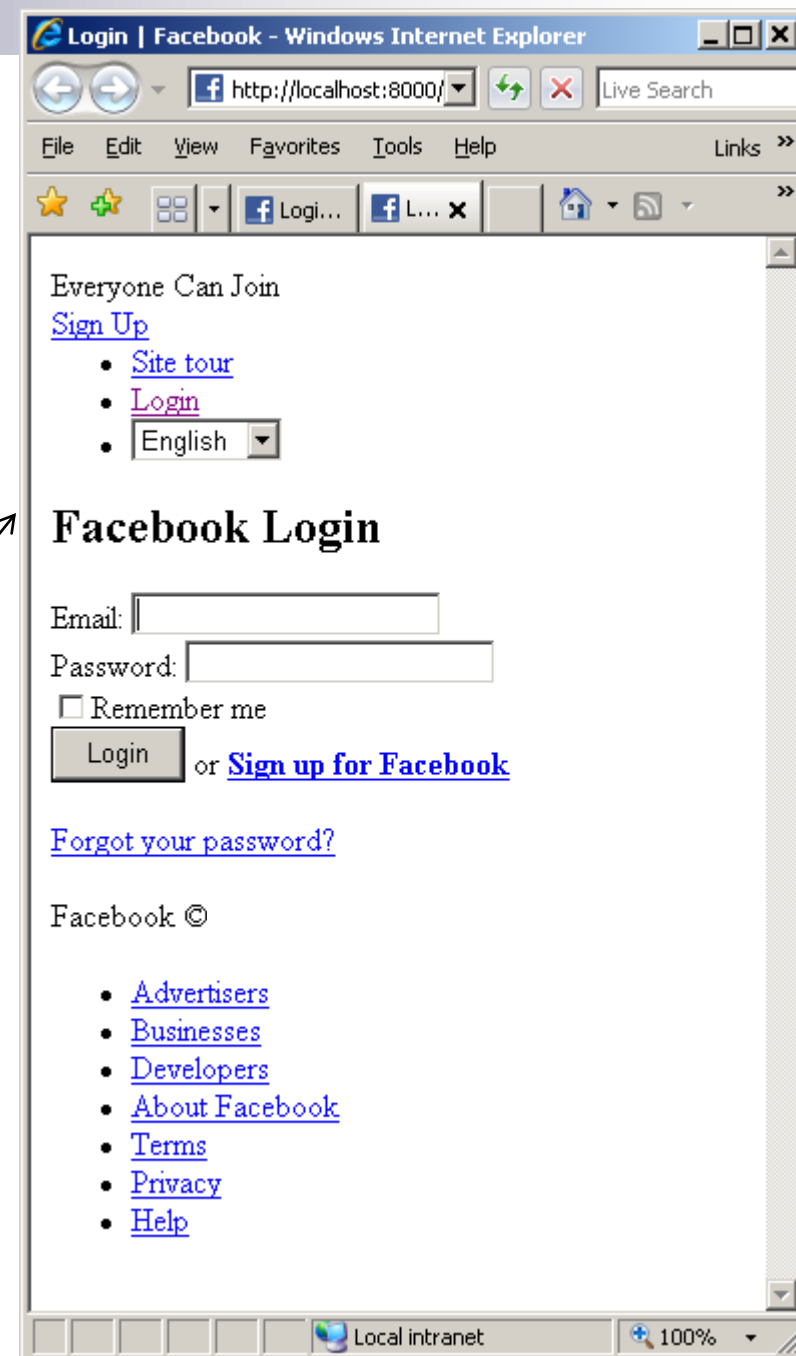 Login | Facebook - Windows Internet Explorer
http://localhost:8000/ Live Search
File Edit View Favorites Tools Help Links »
Logi... L... »
Everyone Can Join
Sign Up
• Site tour
• Login
• English
Facebook Login
Email:
Password:
Remember me
Login or Sign up for Facebook
Forgot your password?
Facebook ©
• Advertisers
• Businesses
• Developers
• About Facebook
• Terms
• Privacy
• Help
Local intranet 100%